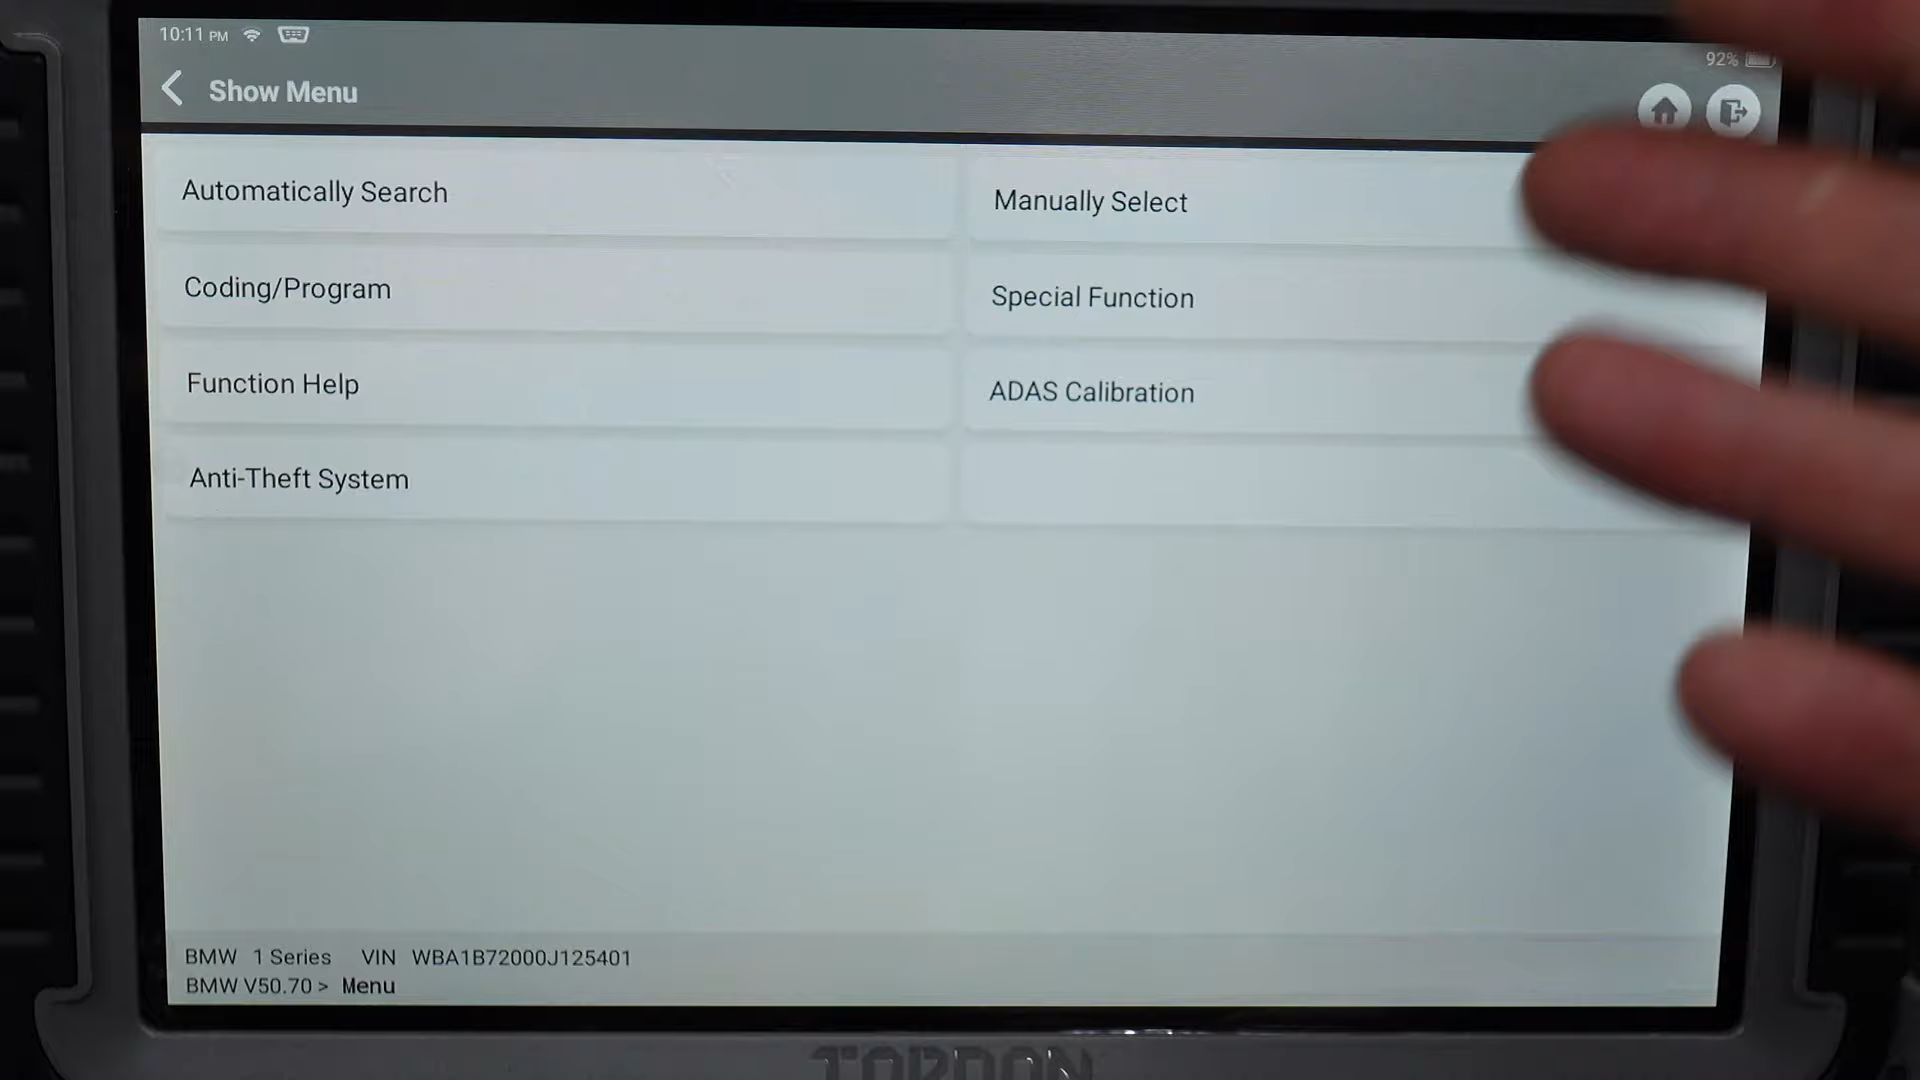 10:11 PM
92%
Show Menu
Automatically Search
Manually Select
Coding/Program
Special Function
Function Help
ADAS Calibration
Anti-Theft System
BMW 1 Series VIN WBA1B72000J125401
BMW V50.70 > Menu
TOPDON